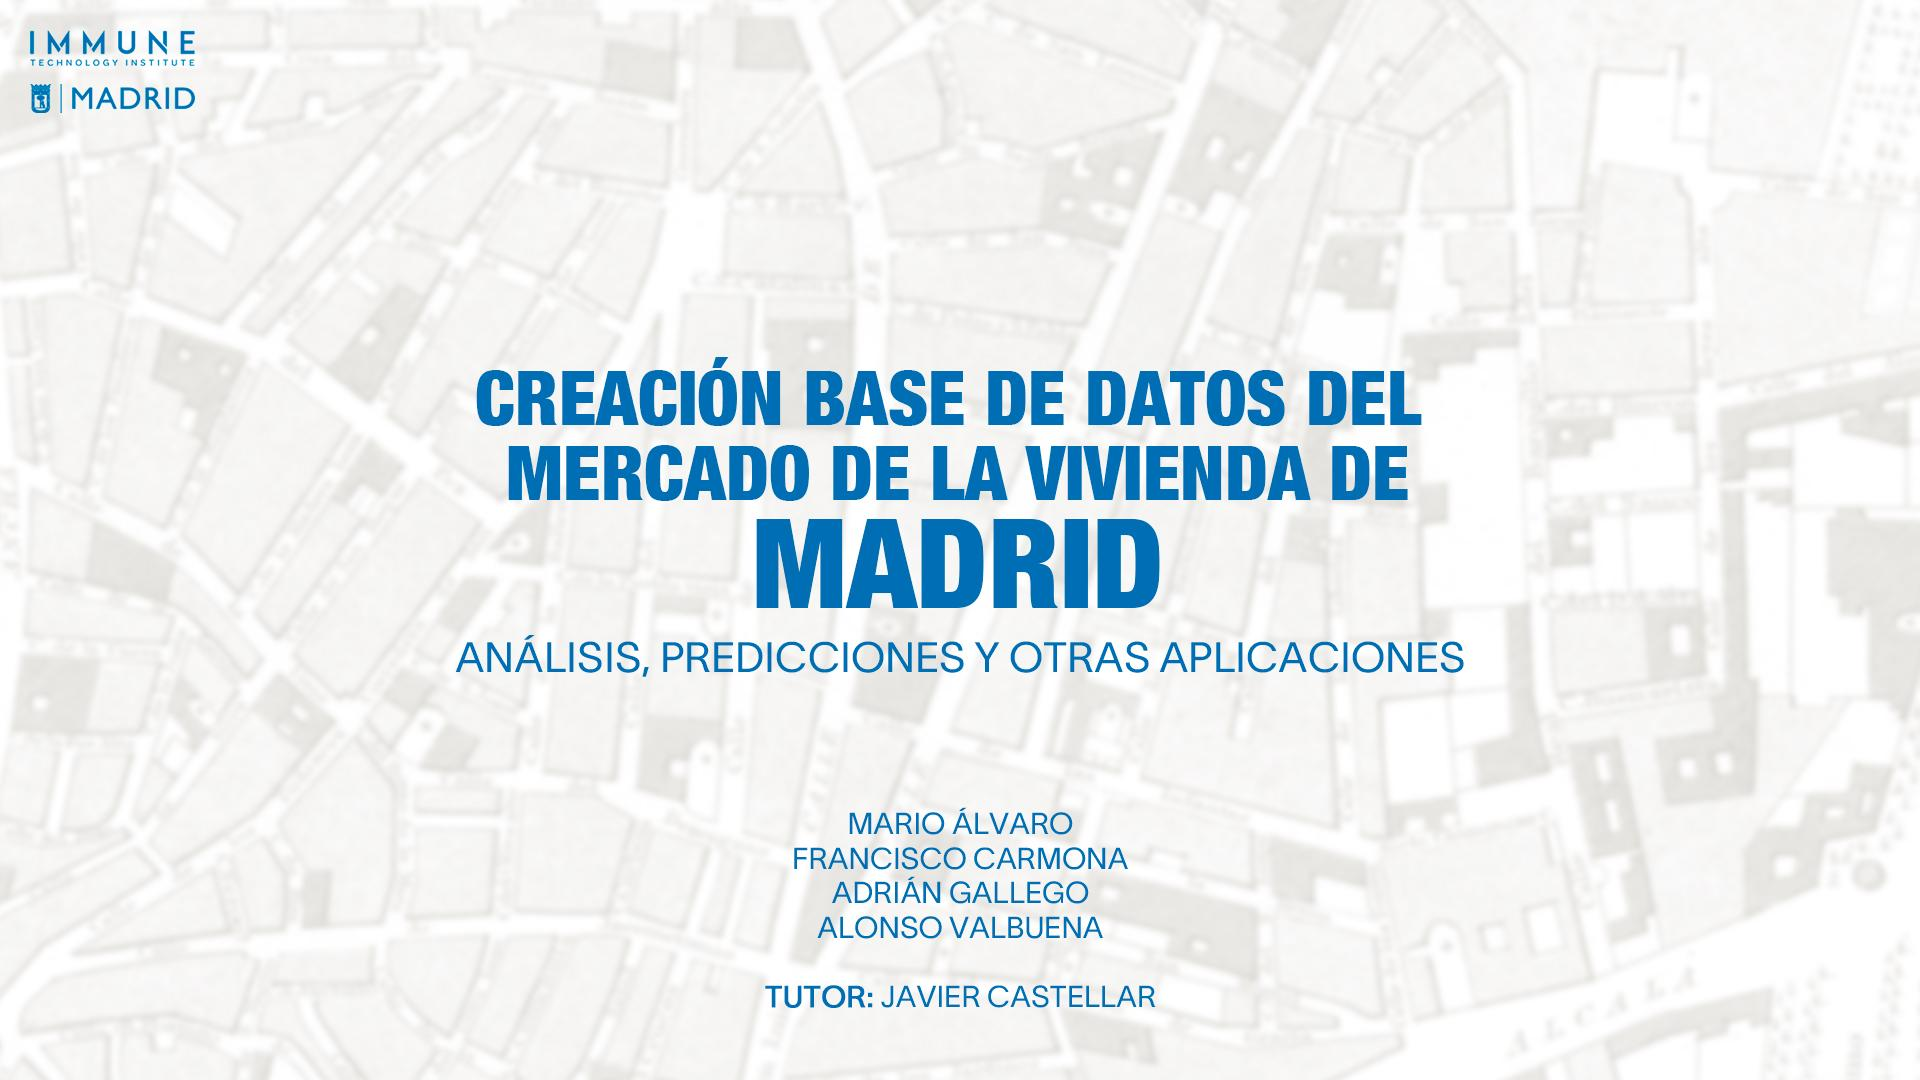 IMMUNE
TECHNOLOGY INSTITUTE
MADRID
CREACIÓN BASE DE DATOS DEL
MERCADO DE LA VIVIENDA DE
MADRID
ANÁLISIS, PREDICCIONES Y OTRAS APLICACIONES
MARIO ÁLVARO
FRANCISCO CARMONA
ADRIÁN GALLEGO
ALONSO VALBUENA
TUTOR: JAVIER CASTELLAR
ALCALÁ